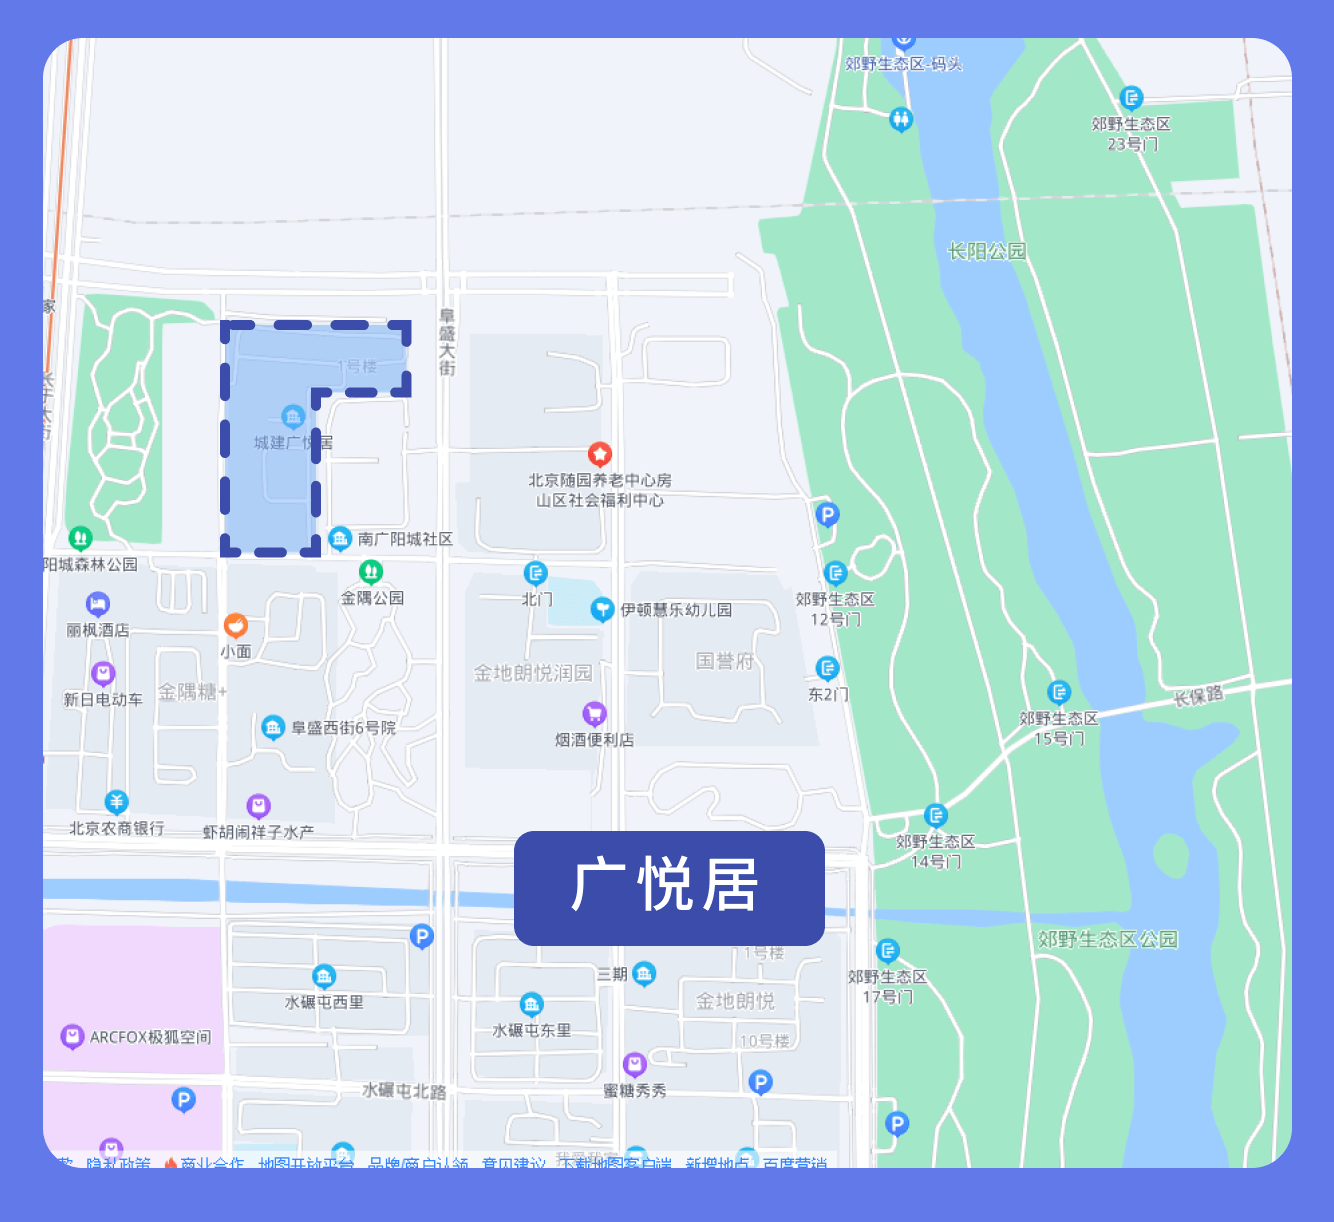 郊野生态区-码头
郊野生态区
23号门
长阳公园
家
阜盛大街
1号楼
城建广悦居
北京随园养老中心房
山区社会福利中心
南广阳城社区
阳城森林公园
金隅公园
北门
伊顿慧乐幼儿园
郊野生态区
12号门
丽枫酒店
小面
金地朗悦润园
国誉府
东2门
新日电动车
金隅糖+
长保路
郊野生态区
15号门
阜盛西街6号院
烟酒便利店
北京农商银行
虾胡闹祥子水产
郊野生态区
14号门
广悦居
郊野生态区公园
1号楼
三期
水碾屯西里
金地朗悦
郊野生态区
17号门
水碾屯东里
ARCFOX极狐空间
10号楼
水碾屯北路
蜜糖秀秀
隐私政策 商业合作 地图开放平台 品牌/商户认领 意见建议 下载地图客户端 新增地点 百度营销